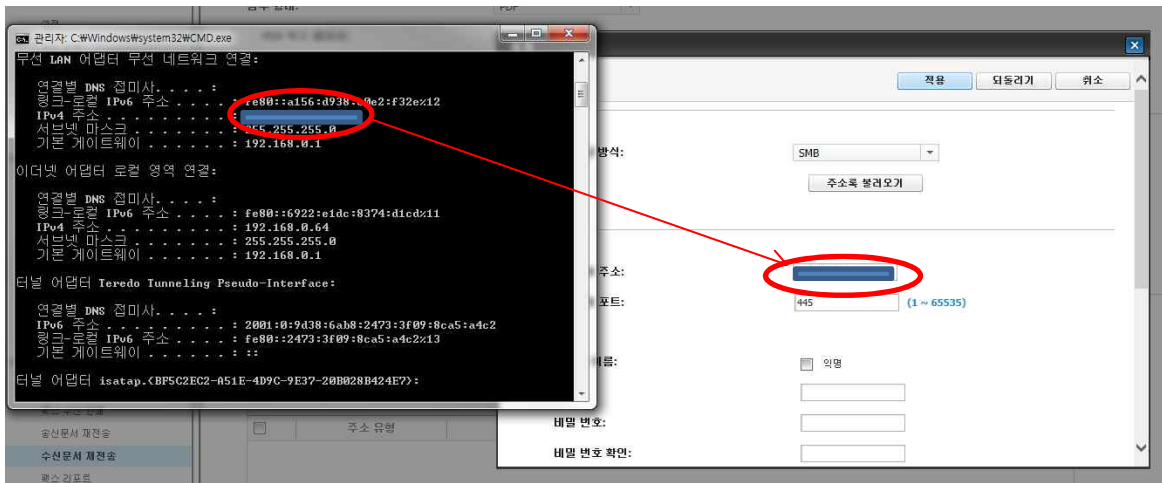 PDF
관리자: C:₩Windows₩system32₩CMD.exe
무선 LAN 어댑터 무선 네트워크 연결:
연결별 DNS 접미사. . . . :
링크-로컬 IPv6 주소 . . . . : fe80::a156:d938: 0e2:f32e%12
IPv4 주소 . . . . . . . . . :
서브넷 마스크 . . . . . . . : 255.255.255.0
기본 게이트웨이 . . . . . . : 192.168.0.1
이더넷 어댑터 로컬 영역 연결:
연결별 DNS 접미사. . . . :
링크-로컬 IPv6 주소 . . . . : fe80::6922:e1dc:8374:d1cd%11
IPv4 주소 . . . . . . . . . : 192.168.0.64
서브넷 마스크 . . . . . . . : 255.255.255.0
기본 게이트웨이 . . . . . . : 192.168.0.1
터널 어댑터 Teredo Tunneling Pseudo-Interface:
연결별 DNS 접미사. . . . :
IPv6 주소 . . . . . . . . . : 2001:0:9d38:6ab8:2473:3f09:8ca5:a4c2
링크-로컬 IPv6 주소 . . . . : fe80::2473:3f09:8ca5:a4c2%13
기본 게이트웨이 . . . . . . : ::
터널 어댑터 isatap.{BF5C2EC2-A51E-4D9C-9E37-20B028B424E7}:
적용 되돌리기 취소
방식: SMB
주소록 불러오기
주소:
포트: 445 (1 ~ 65535)
이름: 익명
비밀 번호:
비밀 번호 확인:
송신문서 재전송
주소 유형
수신문서 재전송
팩스 리포트